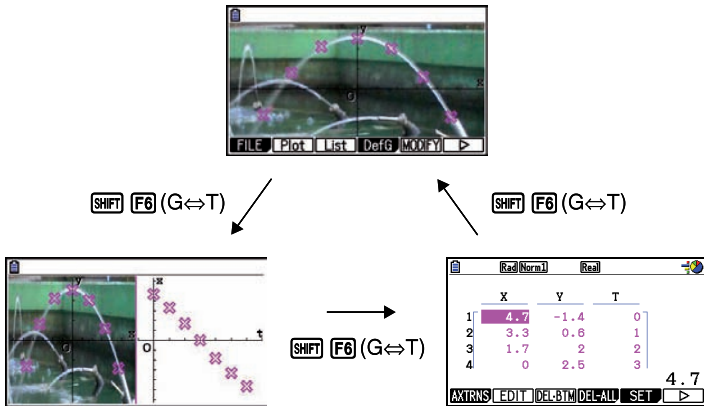 y
x
O
FILE Plot List DefG MODIFY ▷
SHIFT F6 (G⇔T)
SHIFT F6 (G⇔T)
y
x
O
x
t
O
SHIFT F6 (G⇔T)
Rad Norm1 Real
X Y T
1 4.7 -1.4 0
2 3.3 0.6 1
3 1.7 2 2
4 0 2.5 3
4.7
AXTRNS EDIT DEL-BTM DEL-ALL SET ▷